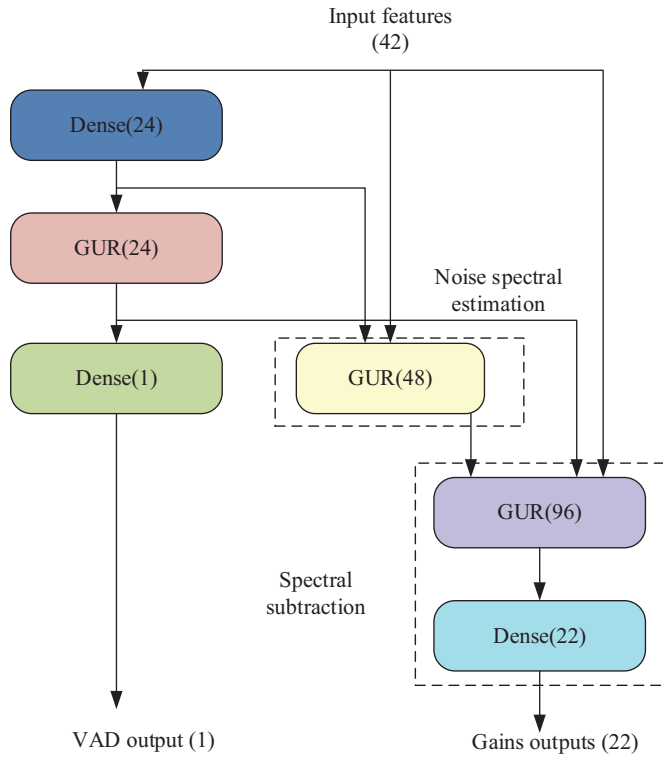 Input features
(42)
Dense(24)
GUR(24)
Noise spectral
estimation
Dense(1)
GUR(48)
GUR(96)
Spectral
subtraction
Dense(22)
VAD output (1)
Gains outputs (22)